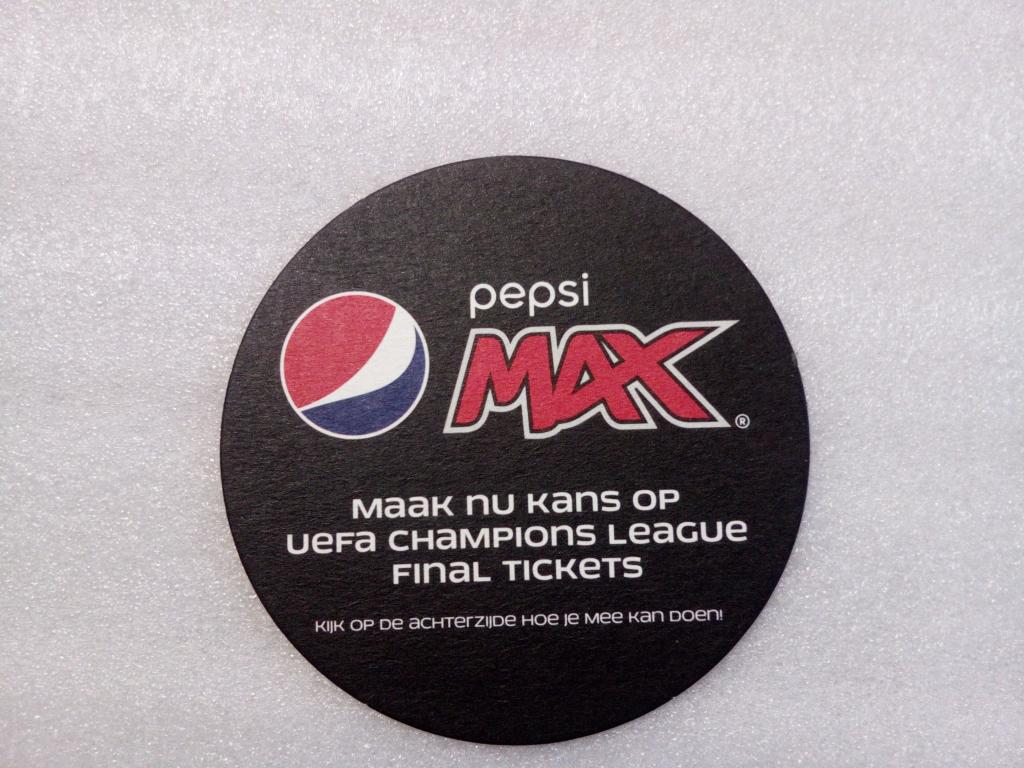 pepsi
MAX®
Maak nu kans op
UEFA Champions League
Final Tickets
Kijk op de achterzijde hoe je mee kan doen!